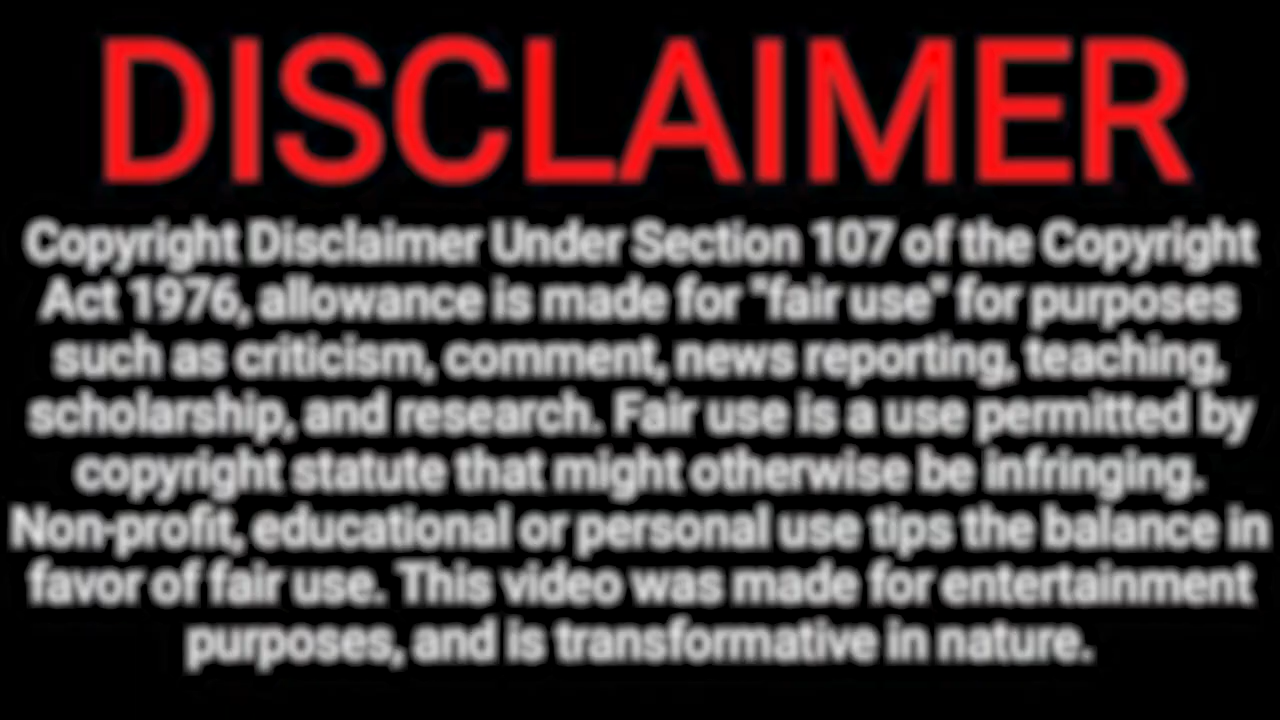 DISCLAIMER
Copyright Disclaimer Under Section 107 of the Copyright
Act 1976, allowance is made for "fair use" for purposes
such as criticism, comment, news reporting, teaching,
scholarship, and research. Fair use is a use permitted by
copyright statute that might otherwise be infringing.
Non-profit, educational or personal use tips the balance in
favor of fair use. This video was made for entertainment
purposes, and is transformative in nature.